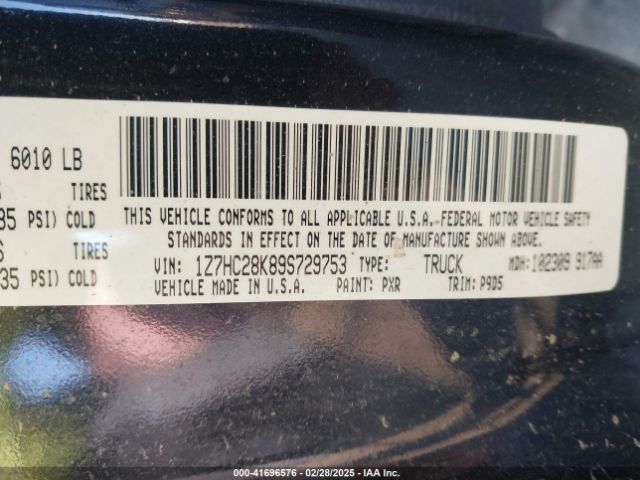 6010 LB
TIRES
35 PSI) COLD
TIRES
35 PSI) COLD
THIS VEHICLE CONFORMS TO ALL APPLICABLE U.S.A. FEDERAL MOTOR VEHICLE SAFETY
STANDARDS IN EFFECT ON THE DATE OF MANUFACTURE SHOWN ABOVE.
VIN: 1Z7HC28K89S729753 TYPE: TRUCK MDH: 102309 917AA
VEHICLE MADE IN U.S.A. PAINT: PXR TRIM: P9D5
000-41696576 / 02/28/2025 - IAA Inc.